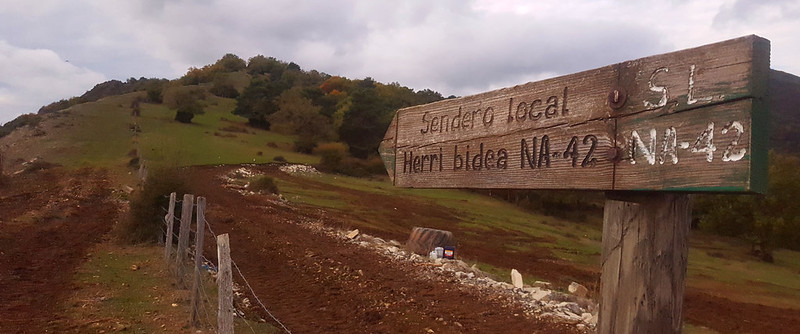 Sendero local S.L
Herri bidea NA-42 NA-42